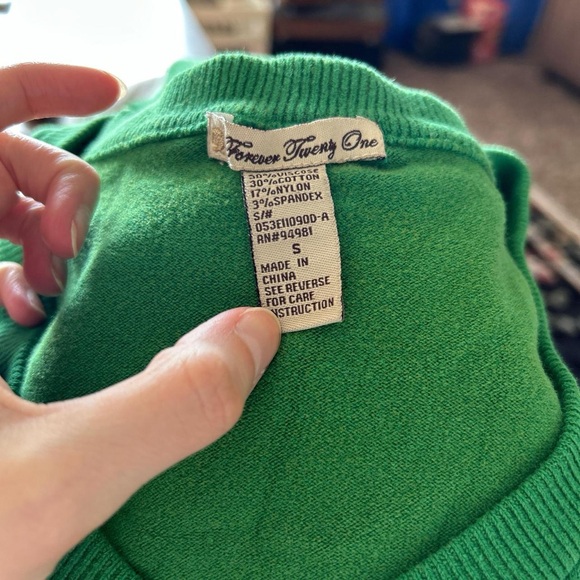 Forever Twenty One
50%VISCOSE
30%COTTON
17%NYLON
3%SPANDEX
S/#
053E11090D-A
RN#94981
S
MADE IN
CHINA
SEE REVERSE
FOR CARE
INSTRUCTION